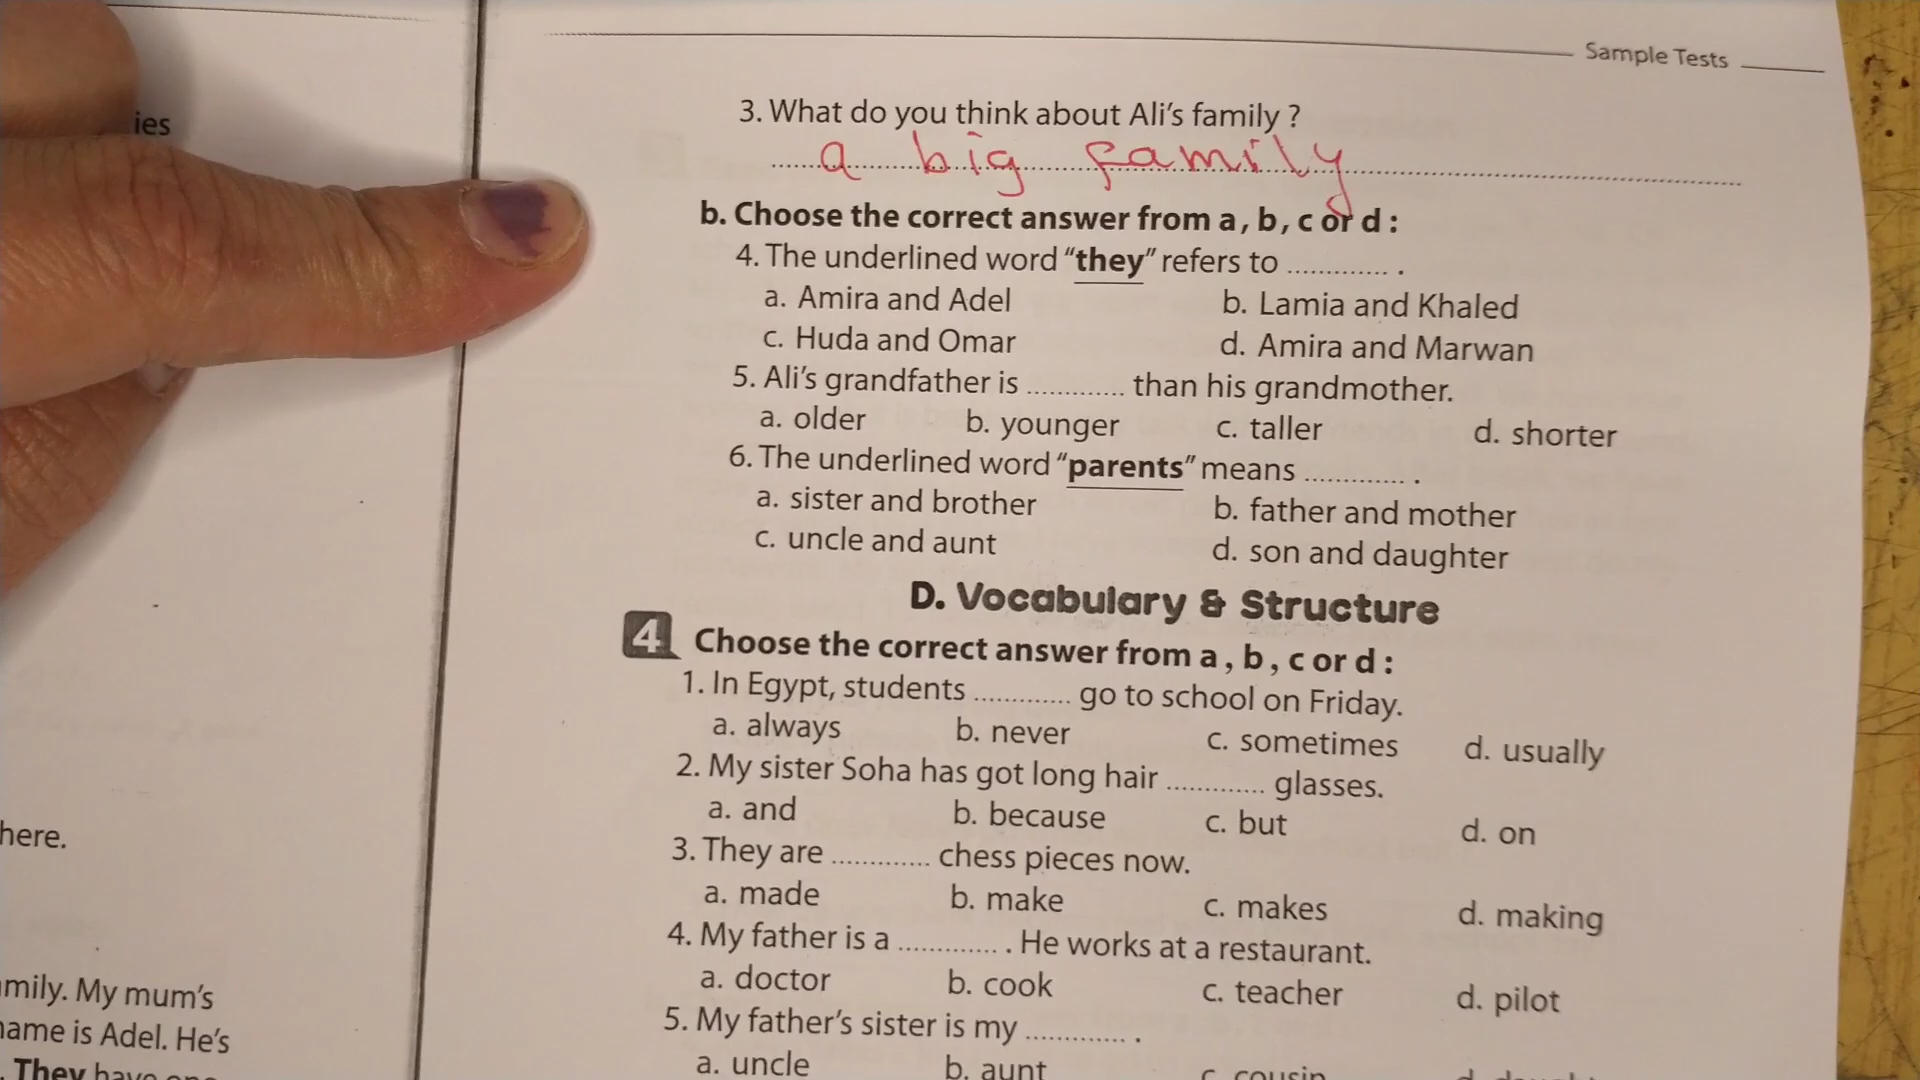 ies
here.
mily. My mum's
name is Adel. He's
They have one
Sample Tests
3. What do you think about Ali's family ?
a big family
b. Choose the correct answer from a, b, c or d :
4. The underlined word "they" refers to ............. .
a. Amira and Adel b. Lamia and Khaled
c. Huda and Omar d. Amira and Marwan
5. Ali's grandfather is ............. than his grandmother.
a. older b. younger c. taller d. shorter
6. The underlined word "parents" means ............. .
a. sister and brother b. father and mother
c. uncle and aunt d. son and daughter
D. Vocabulary & Structure
4 Choose the correct answer from a, b, c or d :
1. In Egypt, students ............. go to school on Friday.
a. always b. never c. sometimes d. usually
2. My sister Soha has got long hair ............. glasses.
a. and b. because c. but d. on
3. They are ............. chess pieces now.
a. made b. make c. makes d. making
4. My father is a ............. . He works at a restaurant.
a. doctor b. cook c. teacher d. pilot
5. My father's sister is my ............. .
a. uncle b. aunt c. cousin d.